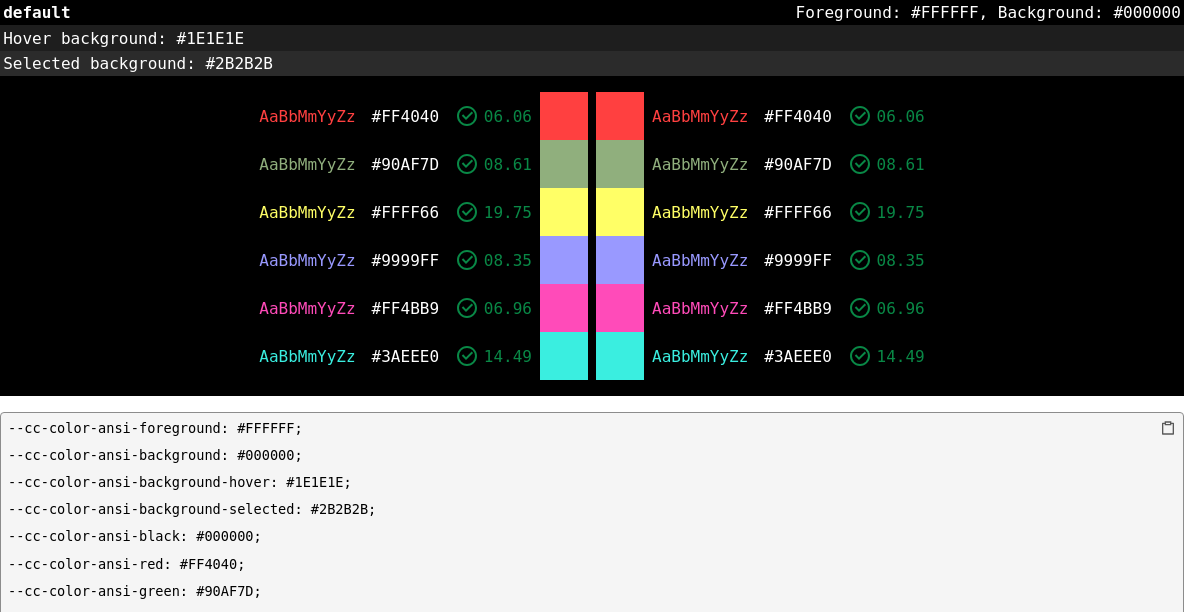 default Foreground: #FFFFFF, Background: #000000
Hover background: #1E1E1E
Selected background: #2B2B2B
AaBbMmYyZz #FF4040 06.06 AaBbMmYyZz #FF4040 06.06
AaBbMmYyZz #90AF7D 08.61 AaBbMmYyZz #90AF7D 08.61
AaBbMmYyZz #FFFF66 19.75 AaBbMmYyZz #FFFF66 19.75
AaBbMmYyZz #9999FF 08.35 AaBbMmYyZz #9999FF 08.35
AaBbMmYyZz #FF4BB9 06.96 AaBbMmYyZz #FF4BB9 06.96
AaBbMmYyZz #3AEEE0 14.49 AaBbMmYyZz #3AEEE0 14.49
--cc-color-ansi-foreground: #FFFFFF;
--cc-color-ansi-background: #000000;
--cc-color-ansi-background-hover: #1E1E1E;
--cc-color-ansi-background-selected: #2B2B2B;
--cc-color-ansi-black: #000000;
--cc-color-ansi-red: #FF4040;
--cc-color-ansi-green: #90AF7D;